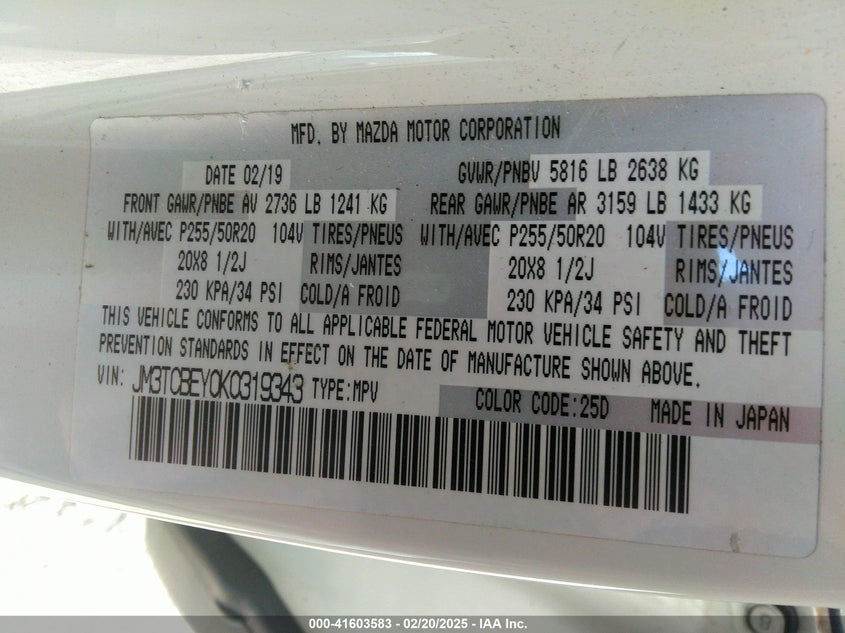 MFD. BY MAZDA MOTOR CORPORATION
DATE 02/19 GVWR/PNBV 5816 LB 2638 KG
FRONT GAWR/PNBE AV 2736 LB 1241 KG REAR GAWR/PNBE AR 3159 LB 1433 KG
WITH/AVEC P255/50R20 104V TIRES/PNEUS WITH/AVEC P255/50R20 104V TIRES/PNEUS
20X8 1/2J RIMS/JANTES 20X8 1/2J RIMS/JANTES
230 KPA/34 PSI COLD/A FROID 230 KPA/34 PSI COLD/A FROID
THIS VEHICLE CONFORMS TO ALL APPLICABLE FEDERAL MOTOR VEHICLE SAFETY AND THEFT
PREVENTION STANDARDS IN EFFECT ON THE DATE OF MANUFACTURE SHOWN ABOVE.
VIN: JM3TCBEY0K0319343 TYPE:MPV COLOR CODE:25D MADE IN JAPAN
000-41603583 - 02/20/2025 - IAA Inc.